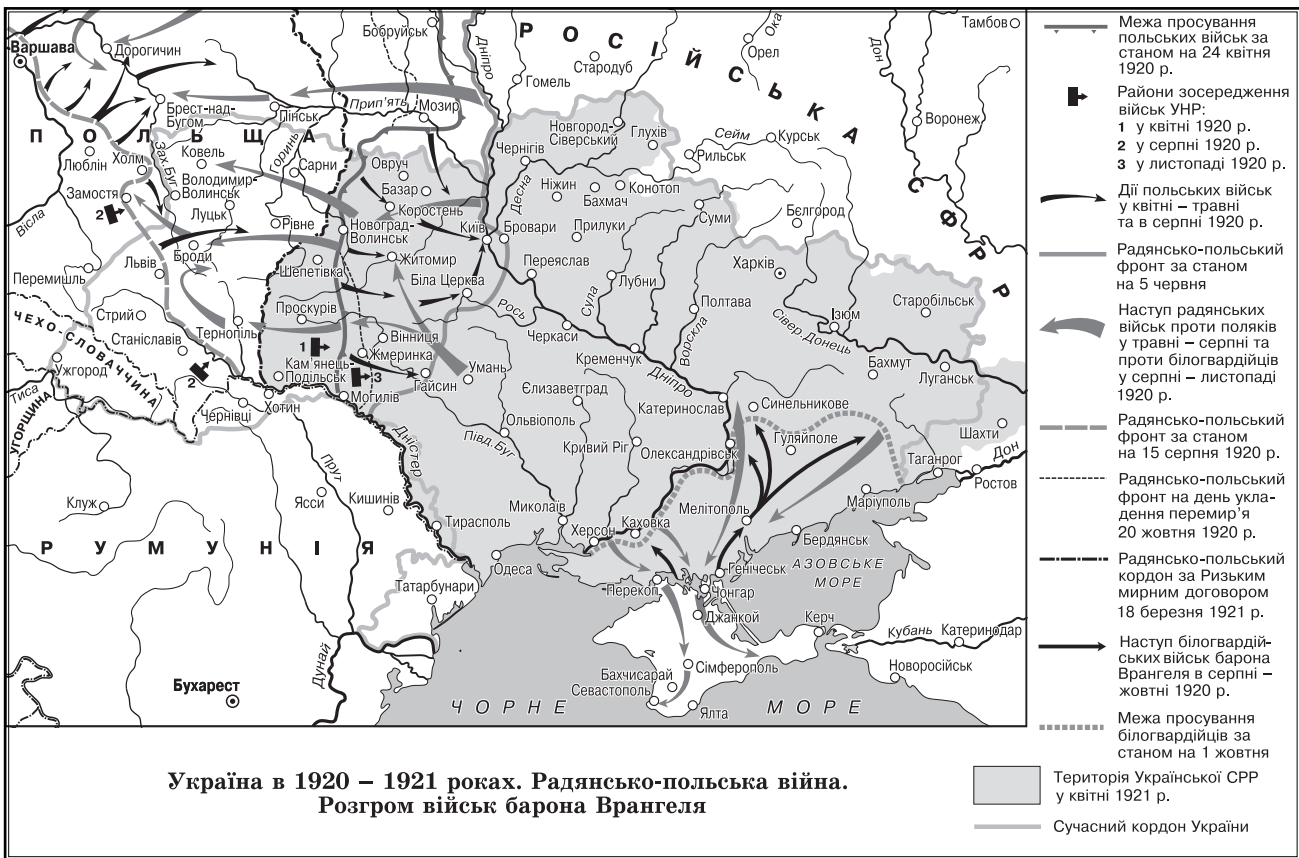 Варшава
Дорогичин
Бобруйськ
Дніпро
РОСІЙСЬКА СФРР
Ока
Орел
Дон
Тамбов
Стародуб
Гомель
Воронеж
Брест-над-
Бугом
Пінськ
Прип'ять
Мозир
ПОЛЬЩА
Люблін
Холм
Зах.Буг
Ковель
Горинь
Сарни
Володимир-
Волинськ
Замостя
2
Луцьк
Рівне
Вісла
Броди
Львів
Перемишль
Стрий
Станіславів
Тернопіль
2
ЧЕХО-СЛОВАЧЧИНА
Ужгород
Тиса
УГОРЩИНА
Чернівці
Хотин
Овруч
Базар
Коростень
Новоград-
Волинськ
Київ
Житомир
Шепетівка
Біла Церква
Проскурів
Вінниця
1
Жмеринка
Кам'янець-
Подільськ
3
Гайсин
Могилів
Умань
Рось
Чернігів
Десна
Новгород-
Сіверський
Глухів
Сейм
Курськ
Рильськ
Ніжин
Бахмач
Конотоп
Суми
Бєлгород
Бровари
Прилуки
Переяслав
Лубни
Сула
Харків
Полтава
Ворскла
Старобільськ
Ізюм
Сівер.Донець
Черкаси
Кременчук
Дніпро
Бахмут
Луганськ
Єлизаветград
Катеринослав
Синельникове
Ольвіополь
Півд.Буг
Кривий Ріг
Олександрівськ
Гуляйполе
Шахти
Таганрог
Дон
Ростов
Дністер
Прут
Ясси
Кишинів
Клуж
РУМУНІЯ
Тирасполь
Миколаїв
Херсон
Каховка
Мелітополь
Маріуполь
Бердянськ
Одеса
Татарбунари
Перекоп
Генічеськ
АЗОВСЬКЕ
МОРЕ
Чонгар
Джанкой
Керч
Кубань
Катеринодар
Новоросійськ
Сімферополь
Бахчисарай
Севастополь
Ялта
Дунай
Бухарест
ЧОРНЕ МОРЕ
Україна в 1920 – 1921 роках. Радянсько-польська війна.
Розгром військ барона Врангеля
Межа просування
польських військ за
станом на 24 квітня
1920 р.
Райони зосередження
військ УНР:
1 у квітні 1920 р.
2 у серпні 1920 р.
3 у листопаді 1920 р.
Дії польських військ
у квітні – травні
та в серпні 1920 р.
Радянсько-польський
фронт за станом
на 5 червня
Наступ радянських
військ проти поляків
у травні – серпні та
проти білогвардійців
у серпні – листопаді
1920 р.
Радянсько-польський
фронт за станом
на 15 серпня 1920 р.
Радянсько-польський
фронт на день укла-
дення перемир'я
20 жовтня 1920 р.
Радянсько-польський
кордон за Ризьким
мирним договором
18 березня 1921 р.
Наступ білогвардій-
ських військ барона
Врангеля в серпні –
жовтні 1920 р.
Межа просування
білогвардійців за
станом на 1 жовтня
Територія Української СРР
у квітні 1921 р.
Сучасний кордон України